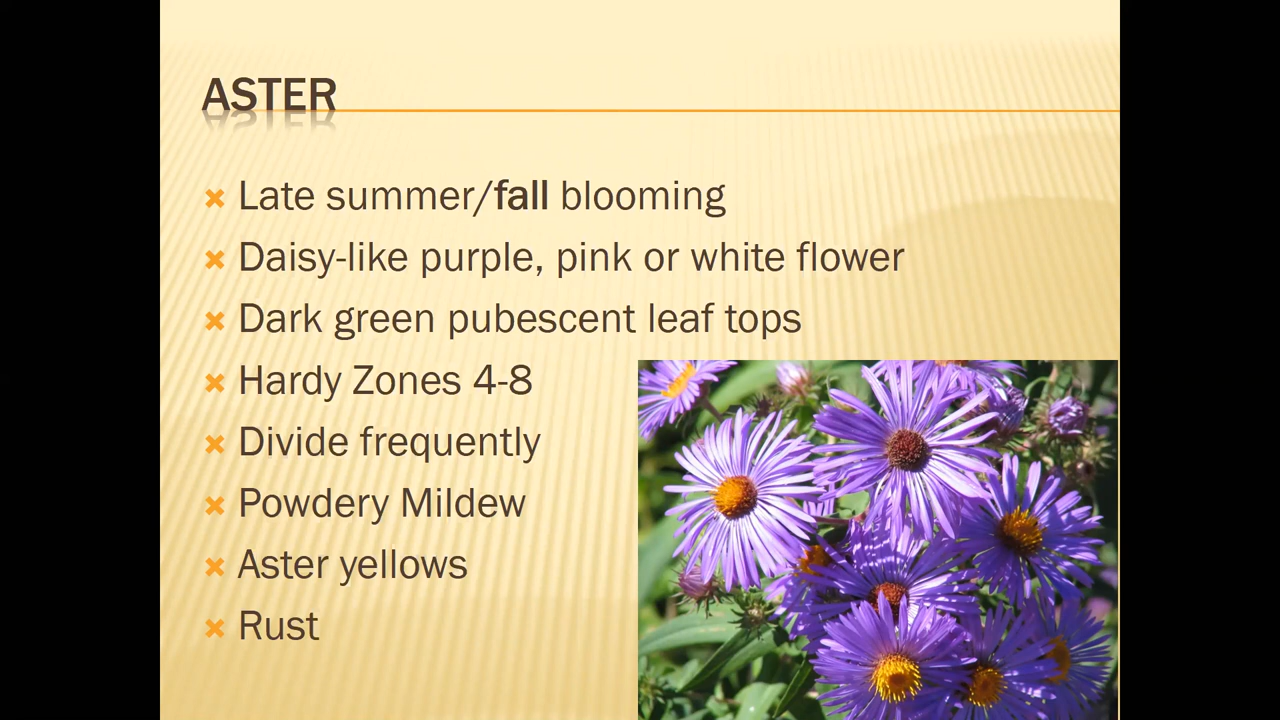 ASTER
Late summer/fall blooming
Daisy-like purple, pink or white flower
Dark green pubescent leaf tops
Hardy Zones 4-8
Divide frequently
Powdery Mildew
Aster yellows
Rust